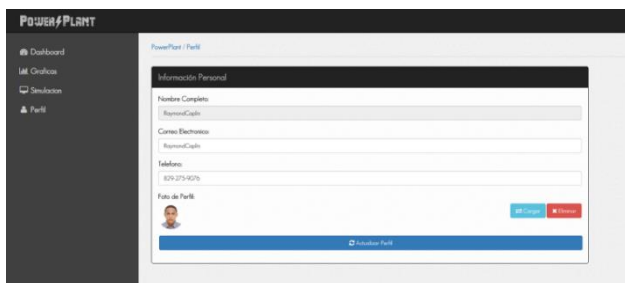 POWER PLANT
Dashboard
Graficas
Simulacion
Perfil
PowerPlant / Perfil
Información Personal
Nombre Completo:
RaymondCaplin
Correo Electronico:
RaymondCaplin
Telefono:
829-275-9076
Foto de Perfil:
Cargar
Eliminar
Actualizar Perfil